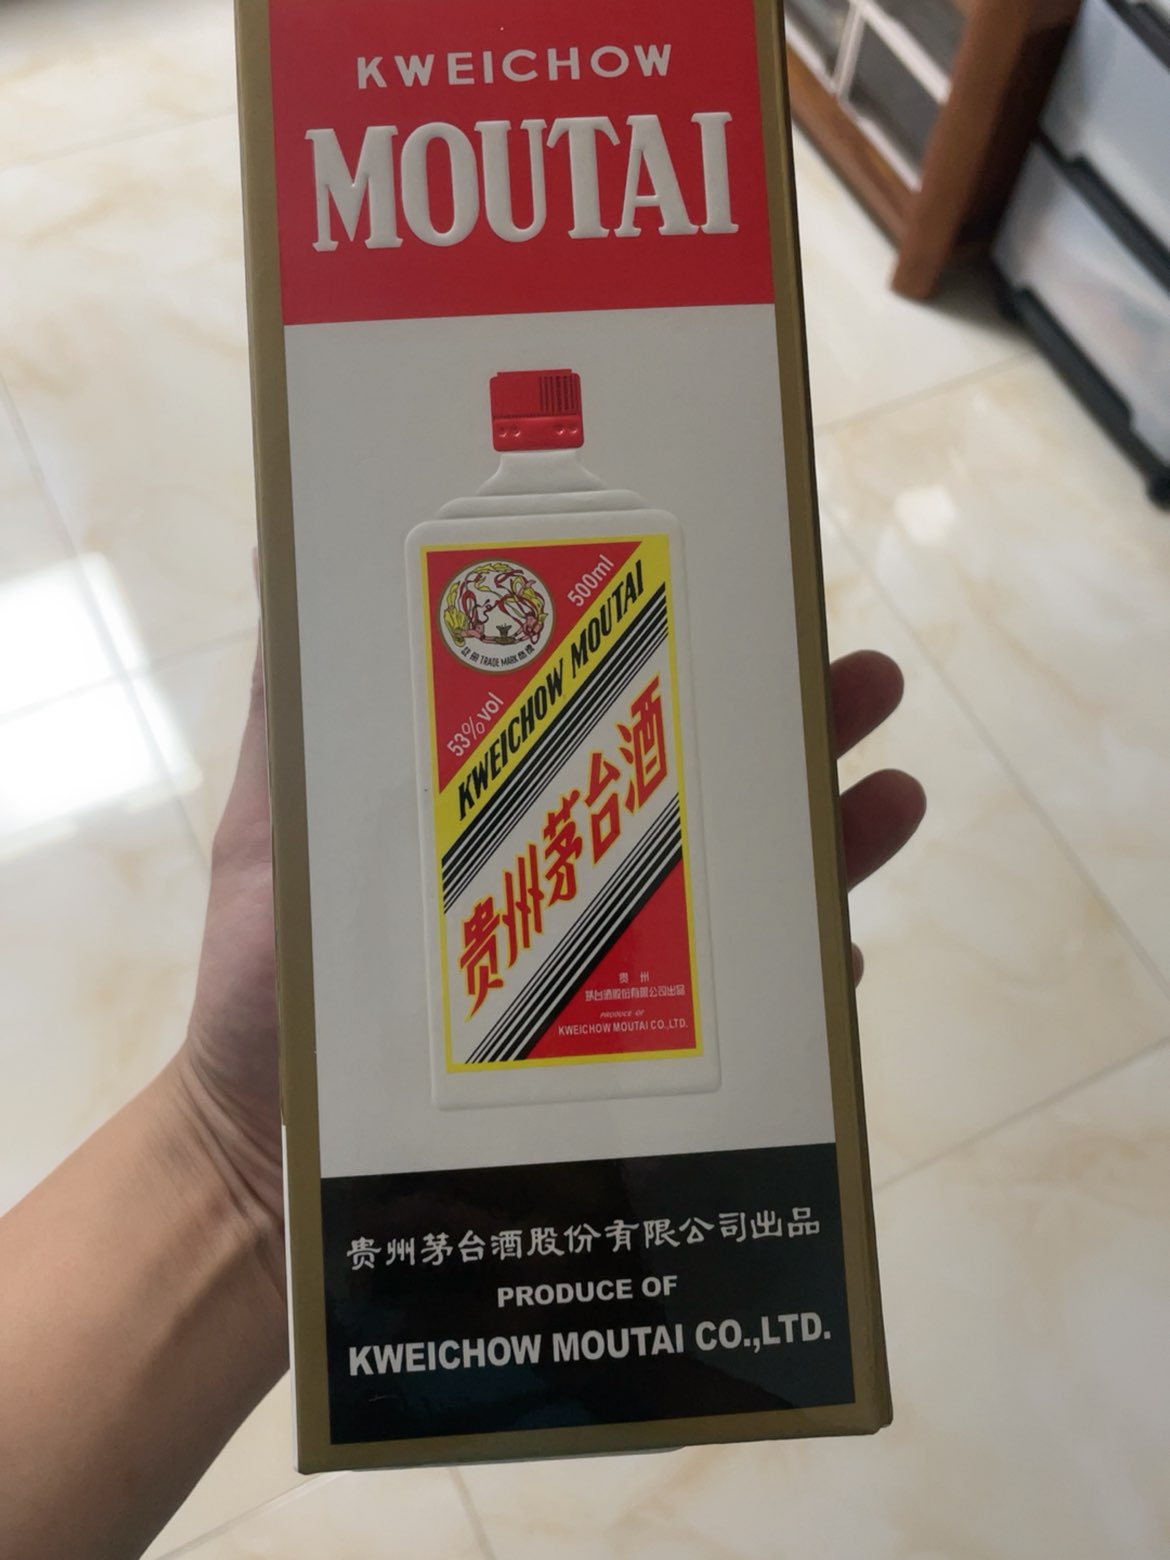 KWEICHOW
MOUTAI
500ml
TRADE MARK
53%vol
KWEICHOW MOUTAI
贵州茅台酒
贵 州
茅台酒股份有限公司出品
PRODUCE OF
KWEICHOW MOUTAI CO.,LTD.
贵州茅台酒股份有限公司出品
PRODUCE OF
KWEICHOW MOUTAI CO.,LTD.